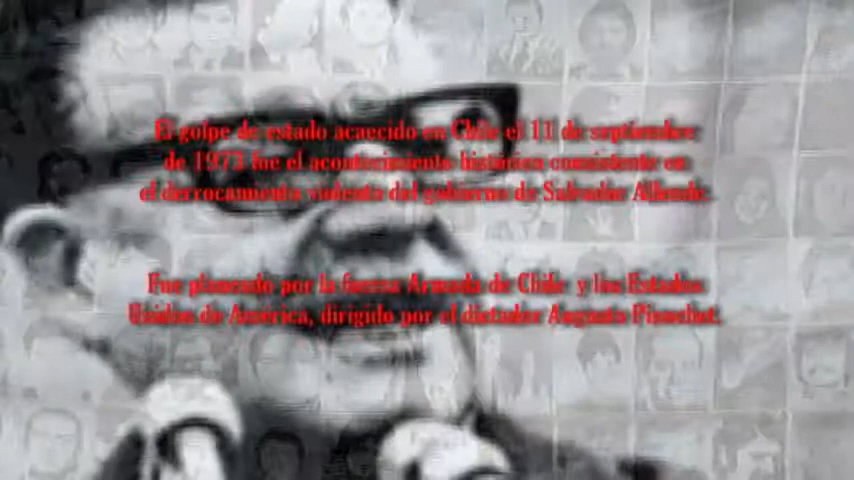 El golpe de estado acaecido en Chile el 11 de septiembre
de 1973 fue el acontecimiento histórico consistente en
el derrocamiento violento del gobierno de Salvador Allende.
Fue planeado por la fuerza Armada de Chile y los Estados
Unidos de América, dirigido por el dictador Augusto Pinochet.